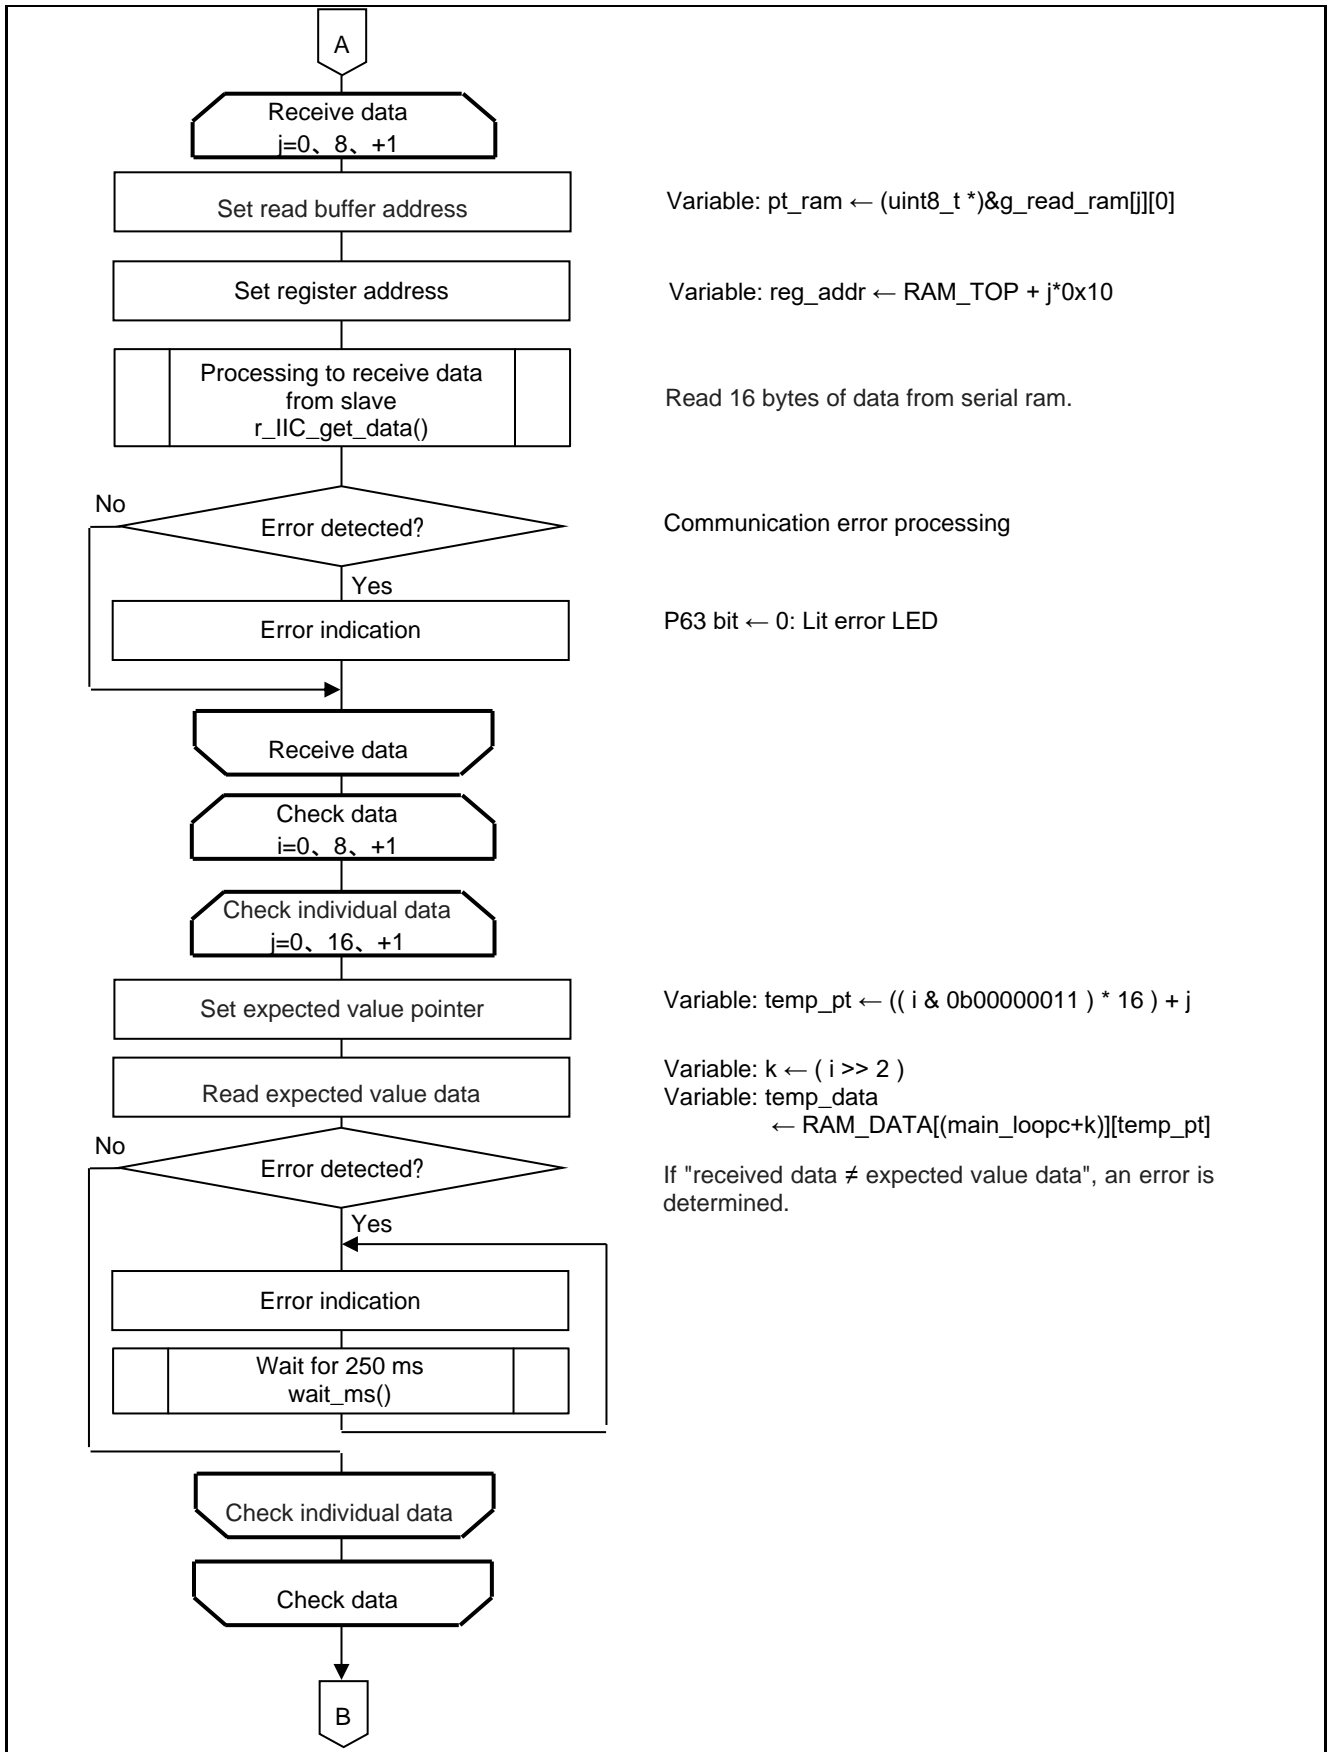 A
Receive data
j=0、8、+1
Set read buffer address
Variable: pt_ram ← (uint8_t *)&g_read_ram[j][0]
Set register address
Variable: reg_addr ← RAM_TOP + j*0x10
Processing to receive data
from slave
r_IIC_get_data()
Read 16 bytes of data from serial ram.
No
Error detected?
Communication error processing
Yes
Error indication
P63 bit ← 0: Lit error LED
Receive data
Check data
i=0、8、+1
Check individual data
j=0、16、+1
Set expected value pointer
Variable: temp_pt ← (( i & 0b00000011 ) * 16 ) + j
Read expected value data
Variable: k ← ( i >> 2 )
Variable: temp_data
← RAM_DATA[(main_loopc+k)][temp_pt]
No
Error detected?
If "received data ≠ expected value data", an error is
determined.
Yes
Error indication
Wait for 250 ms
wait_ms()
Check individual data
Check data
B